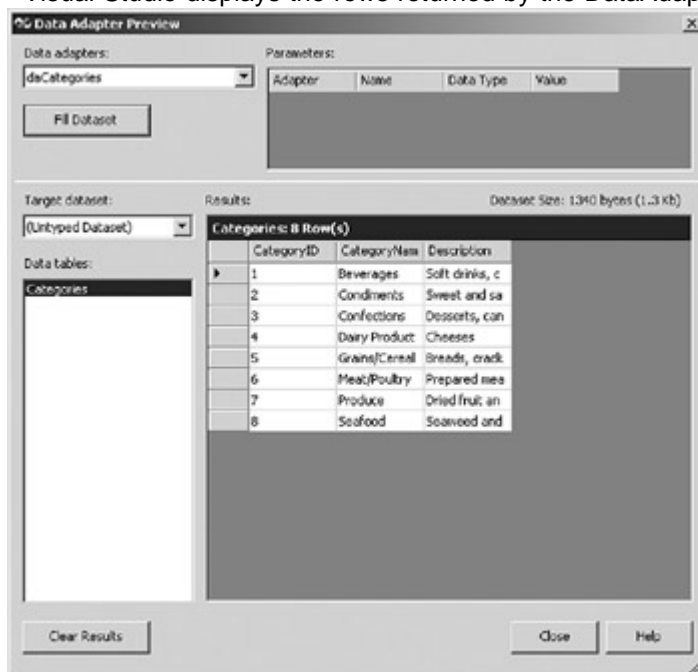 Visual Studio displays the rows returned by the DataAdap
Data Adapter Preview
Data adapters:
daCategories
Fill Dataset
Parameters:
Adapter Name Data Type Value
Target dataset:
(Untyped Dataset)
Data tables:
Categories
Results:
Dataset Size: 1340 bytes (1.3 Kb)
Categories: 8 Row(s)
CategoryID CategoryNam Description
1 Beverages Soft drinks, c
2 Condiments Sweet and sa
3 Confections Desserts, can
4 Dairy Product Cheeses
5 Grains/Cereal Breads, crack
6 Meat/Poultry Prepared mea
7 Produce Dried fruit an
8 Seafood Seaweed and
Clear Results
Close
Help